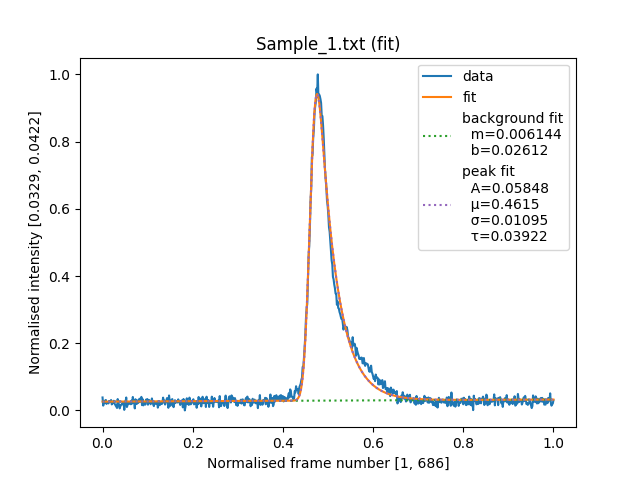 Sample_1.txt (fit)
data
fit
background fit
m=0.006144
b=0.02612
peak fit
A=0.05848
μ=0.4615
σ=0.01095
τ=0.03922
Normalised intensity [0.0329, 0.0422]
1.0
0.8
0.6
0.4
0.2
0.0
0.0 0.2 0.4 0.6 0.8 1.0
Normalised frame number [1, 686]